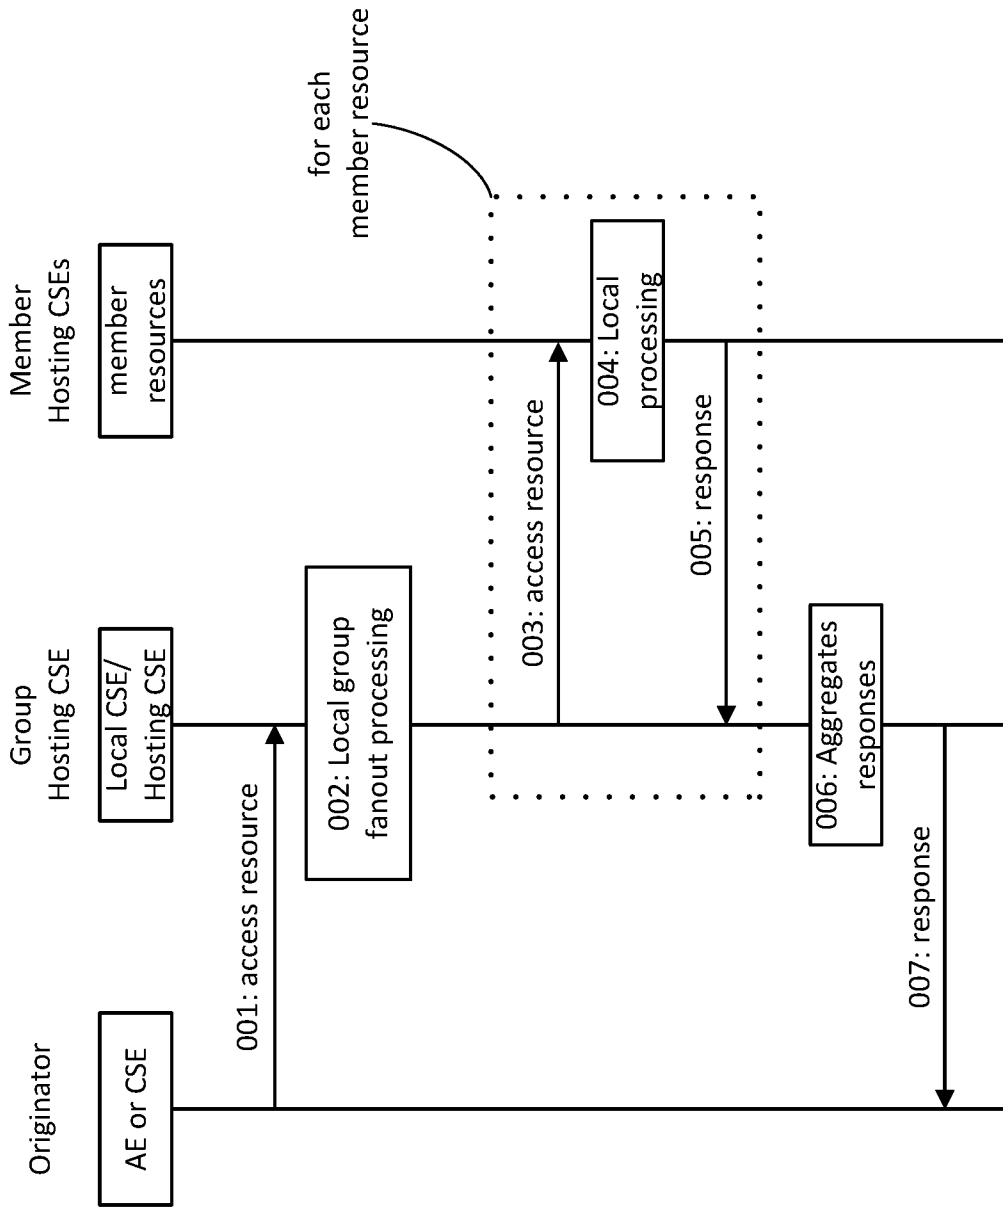 Originator
Group
Hosting CSE
Member
Hosting CSEs
AE or CSE
Local CSE/
Hosting CSE
member
resources
001: access resource
002: Local group
fanout processing
for each
member resource
003: access resource
004: Local
processing
005: response
006: Aggregates
responses
007: response